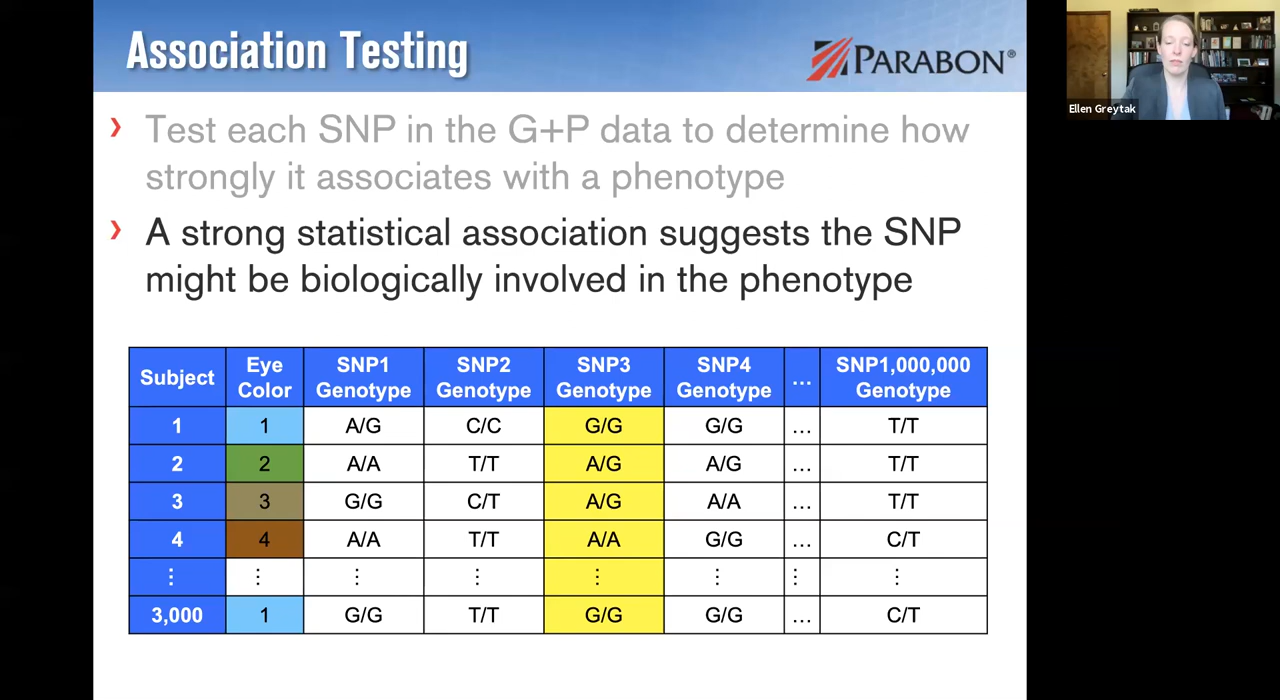 Association Testing
PARABON®
Ellen Greytak
› Test each SNP in the G+P data to determine how
strongly it associates with a phenotype
› A strong statistical association suggests the SNP
might be biologically involved in the phenotype
Subject Eye Color SNP1 Genotype SNP2 Genotype SNP3 Genotype SNP4 Genotype ... SNP1,000,000 Genotype
1 1 A/G C/C G/G G/G ... T/T
2 2 A/A T/T A/G A/G ... T/T
3 3 G/G C/T A/G A/A ... T/T
4 4 A/A T/T A/A G/G ... C/T
⋮ ⋮ ⋮ ⋮ ⋮ ⋮ ⋮ ⋮
3,000 1 G/G T/T G/G G/G ... C/T